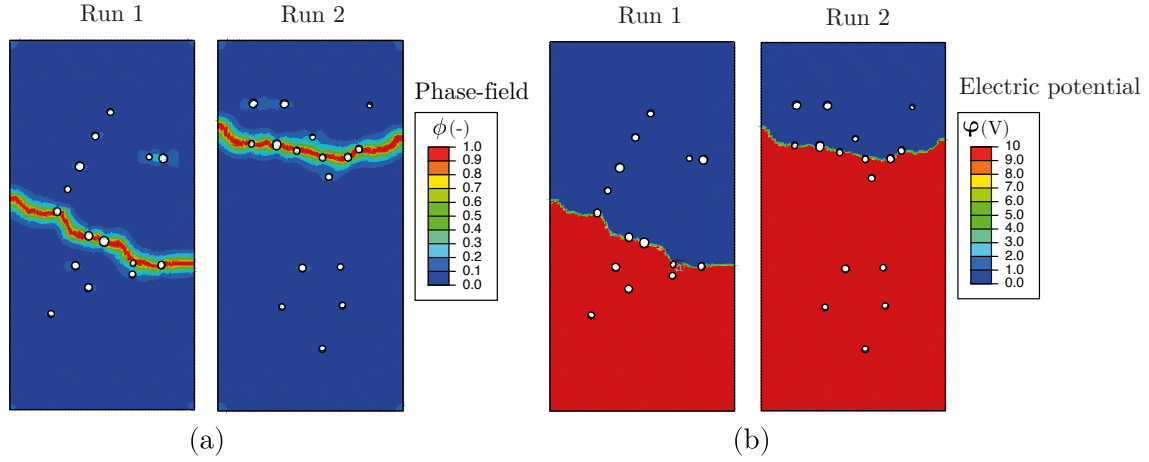 Run 1
Run 2
Phase-field
ϕ(-)
1.0
0.9
0.8
0.7
0.6
0.5
0.4
0.3
0.2
0.1
0.0
(a)
Run 1
Run 2
Electric potential
φ(V)
10
9.0
8.0
7.0
6.0
5.0
4.0
3.0
2.0
1.0
0.0
(b)